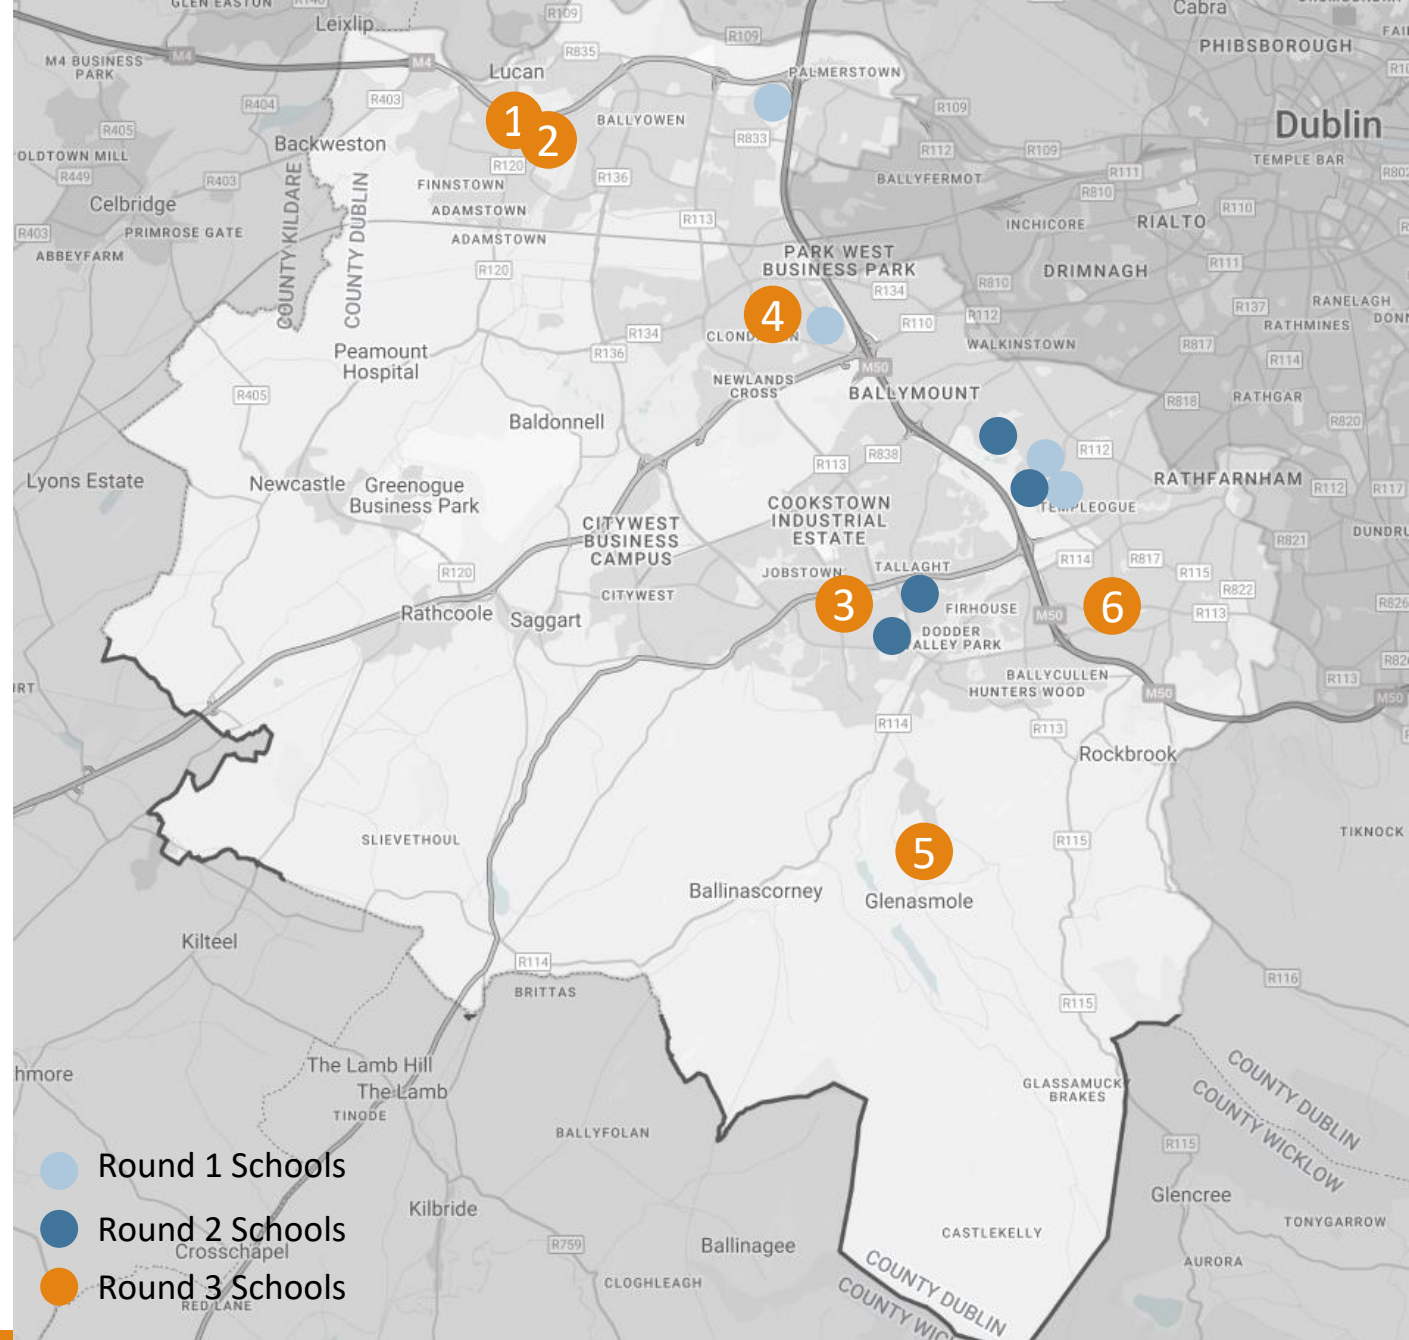 GLEN EASTON
R148
Leixlip
R109
Cabra
R109
PHIBSBOROUGH
M4 BUSINESS
PARK
M4
M4
R835
Lucan
PALMERSTOWN
R404
R403
R109
Dublin
R405
1
2
BALLYOWEN
R833
Backweston
R112
R109
TEMPLE BAR
OLDTOWN MILL
R120
R449
R403
FINNSTOWN
R136
BALLYFERMOT
R111
R802
R810
Celbridge
ADAMSTOWN
R110
R403
PRIMROSE GATE
R113
INCHICORE
RIALTO
ABBEYFARM
COUNTY KILDARE
COUNTY DUBLIN
ADAMSTOWN
PARK WEST
BUSINESS PARK
R120
R111
DRIMNAGH
R810
R134
R137
RANELAGH
4
R112
R110
RATHMINES
R134
CLOND
N
R136
WALKINSTOWN
R817
Peamount
Hospital
R114
M50
NEWLANDS
CROSS
BALLYMOUNT
R405
R818
RATHGAR
R820
Baldonnell
R112
R838
R113
Lyons Estate
Newcastle
Greenogue
Business Park
RATHFARNHAM
R112
R117
COOKSTOWN
INDUSTRIAL
ESTATE
TEMPLEOGUE
CITYWEST
BUSINESS
CAMPUS
R821
R114
R817
R120
JOBSTOWN
TALLAGHT
R115
R822
CITYWEST
3
6
R826
Rathcoole
Saggart
FIRHOUSE
M50
R113
DODDER
VALLEY PARK
BALLYCULLEN
R113
HUNTERS WOOD
M50
M50
R114
R113
Rockbrook
SLIEVETHOUL
R115
TIKNOCK
5
Ballinascorney
Glenasmole
Kilteel
R114
R116
BRITTAS
R115
The Lamb Hill
The Lamb
GLASSAMUCKY
BRAKES
COUNTY DUBLIN
COUNTY WICKLOW
TINODE
BALLYFOLAN
R115
Round 1 Schools
Glencree
Kilbride
TONYGARROW
Round 2 Schools
CASTLEKELLY
Crosschapel
R759
Ballinagee
AURORA
Round 3 Schools
CLOGHLEAGH
RED LANE
COUNTY DUBLIN